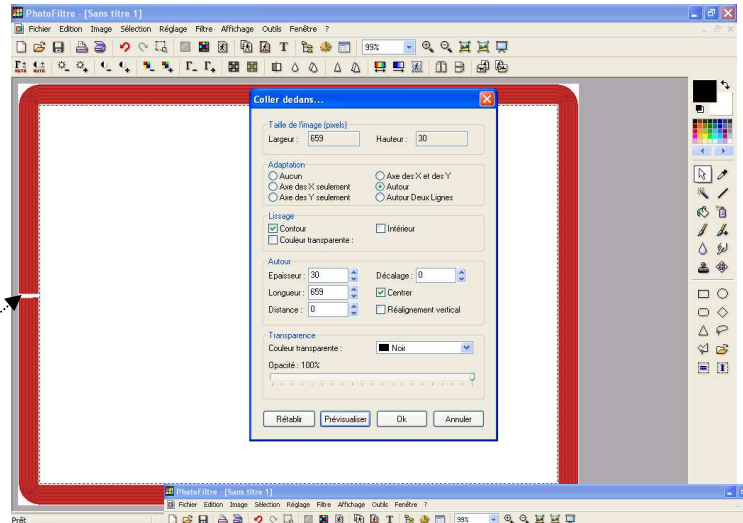 PhotoFiltre - [Sans titre 1]
Fichier Edition Image Sélection Réglage Filtre Affichage Outils Fenêtre ?
T 99%
AUTO AUTO
Coller dedans...
Taille de l'image (pixels)
Largeur : 659 Hauteur : 30
Adaptation
Aucun Axe des X et des Y
Axe des X seulement Autour
Axe des Y seulement Autour Deux Lignes
Lissage
Contour Intérieur
Couleur transparente :
Autour
Epaisseur : 30 Décalage : 0
Longueur : 659 Centrer
Distance : 0 Réalignement vertical
Transparence
Couleur transparente : Noir
Opacité : 100%
Rétablir Prévisualiser Ok Annuler
PhotoFiltre - [Sans titre 1]
Fichier Edition Image Sélection Réglage Filtre Affichage Outils Fenêtre ?
Prêt T 99%